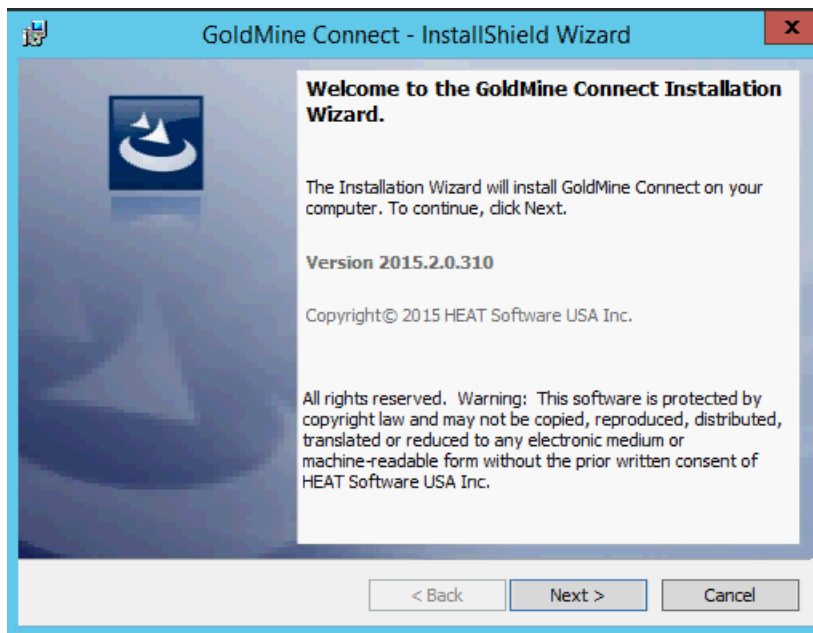 GoldMine Connect - InstallShield Wizard
x
Welcome to the GoldMine Connect Installation
Wizard.
The Installation Wizard will install GoldMine Connect on your
computer. To continue, click Next.
Version 2015.2.0.310
Copyright© 2015 HEAT Software USA Inc.
All rights reserved.  Warning:  This software is protected by
copyright law and may not be copied, reproduced, distributed,
translated or reduced to any electronic medium or
machine-readable form without the prior written consent of
HEAT Software USA Inc.
< Back
Next >
Cancel